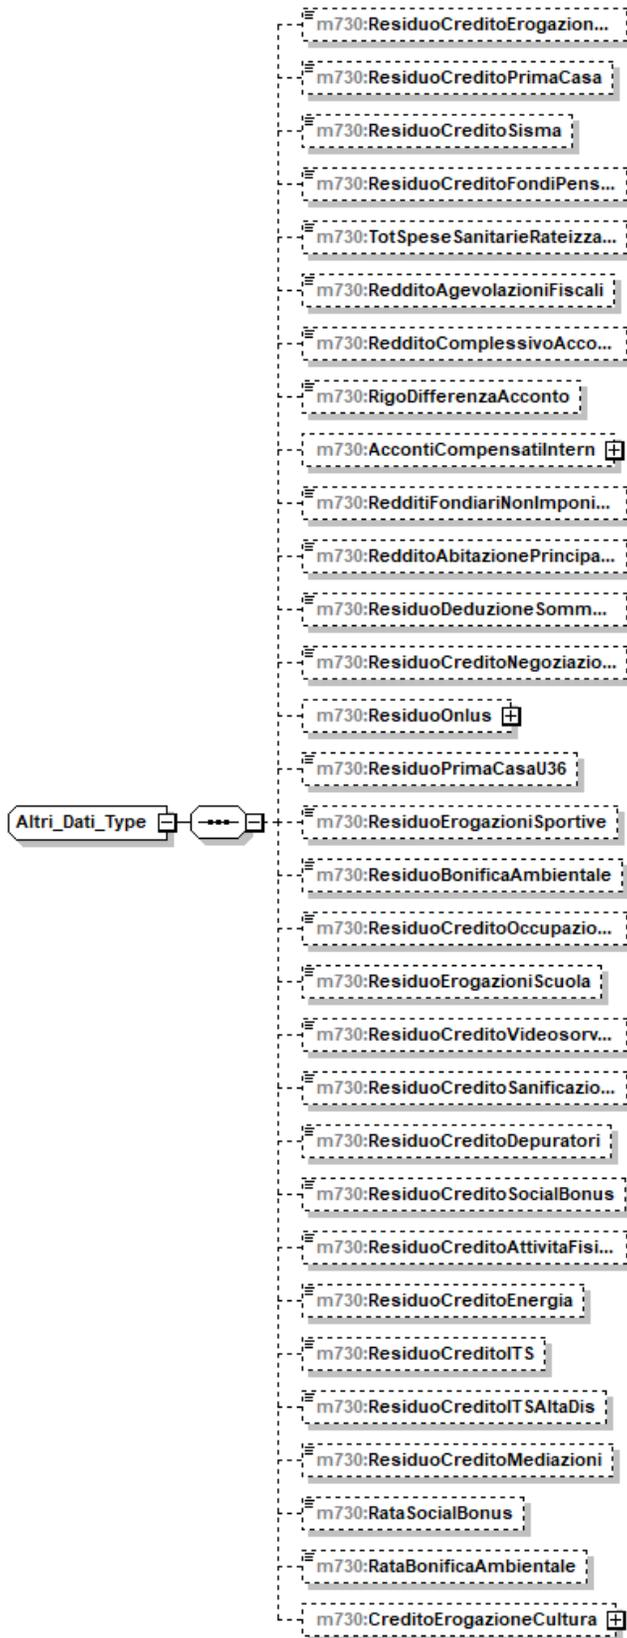 m730:ResiduoCreditoErogazion...
m730:ResiduoCreditoPrimaCasa
m730:ResiduoCreditoSisma
m730:ResiduoCreditoFondiPens...
m730:TotSpeseSanitarieRateizza...
m730:RedditoAgevolazioniFiscali
m730:RedditoComplessivoAcco...
m730:RigoDifferenzaAcconto
m730:AccontiCompensatiIntern
m730:RedditiFondiariNonImponi...
m730:RedditoAbitazionePrincipa...
m730:ResiduoDeduzioneSomm...
m730:ResiduoCreditoNegoziazio...
m730:ResiduoOnlus
m730:ResiduoPrimaCasaU36
Altri_Dati_Type
m730:ResiduoErogazioniSportive
m730:ResiduoBonificaAmbientale
m730:ResiduoCreditoOccupazio...
m730:ResiduoErogazioniScuola
m730:ResiduoCreditoVideosorv...
m730:ResiduoCreditoSanificazio...
m730:ResiduoCreditoDepuratori
m730:ResiduoCreditoSocialBonus
m730:ResiduoCreditoAttivitaFisi...
m730:ResiduoCreditoEnergia
m730:ResiduoCreditoITS
m730:ResiduoCreditoITSAltaDis
m730:ResiduoCreditoMediazioni
m730:RataSocialBonus
m730:RataBonificaAmbientale
m730:CreditoErogazioneCultura